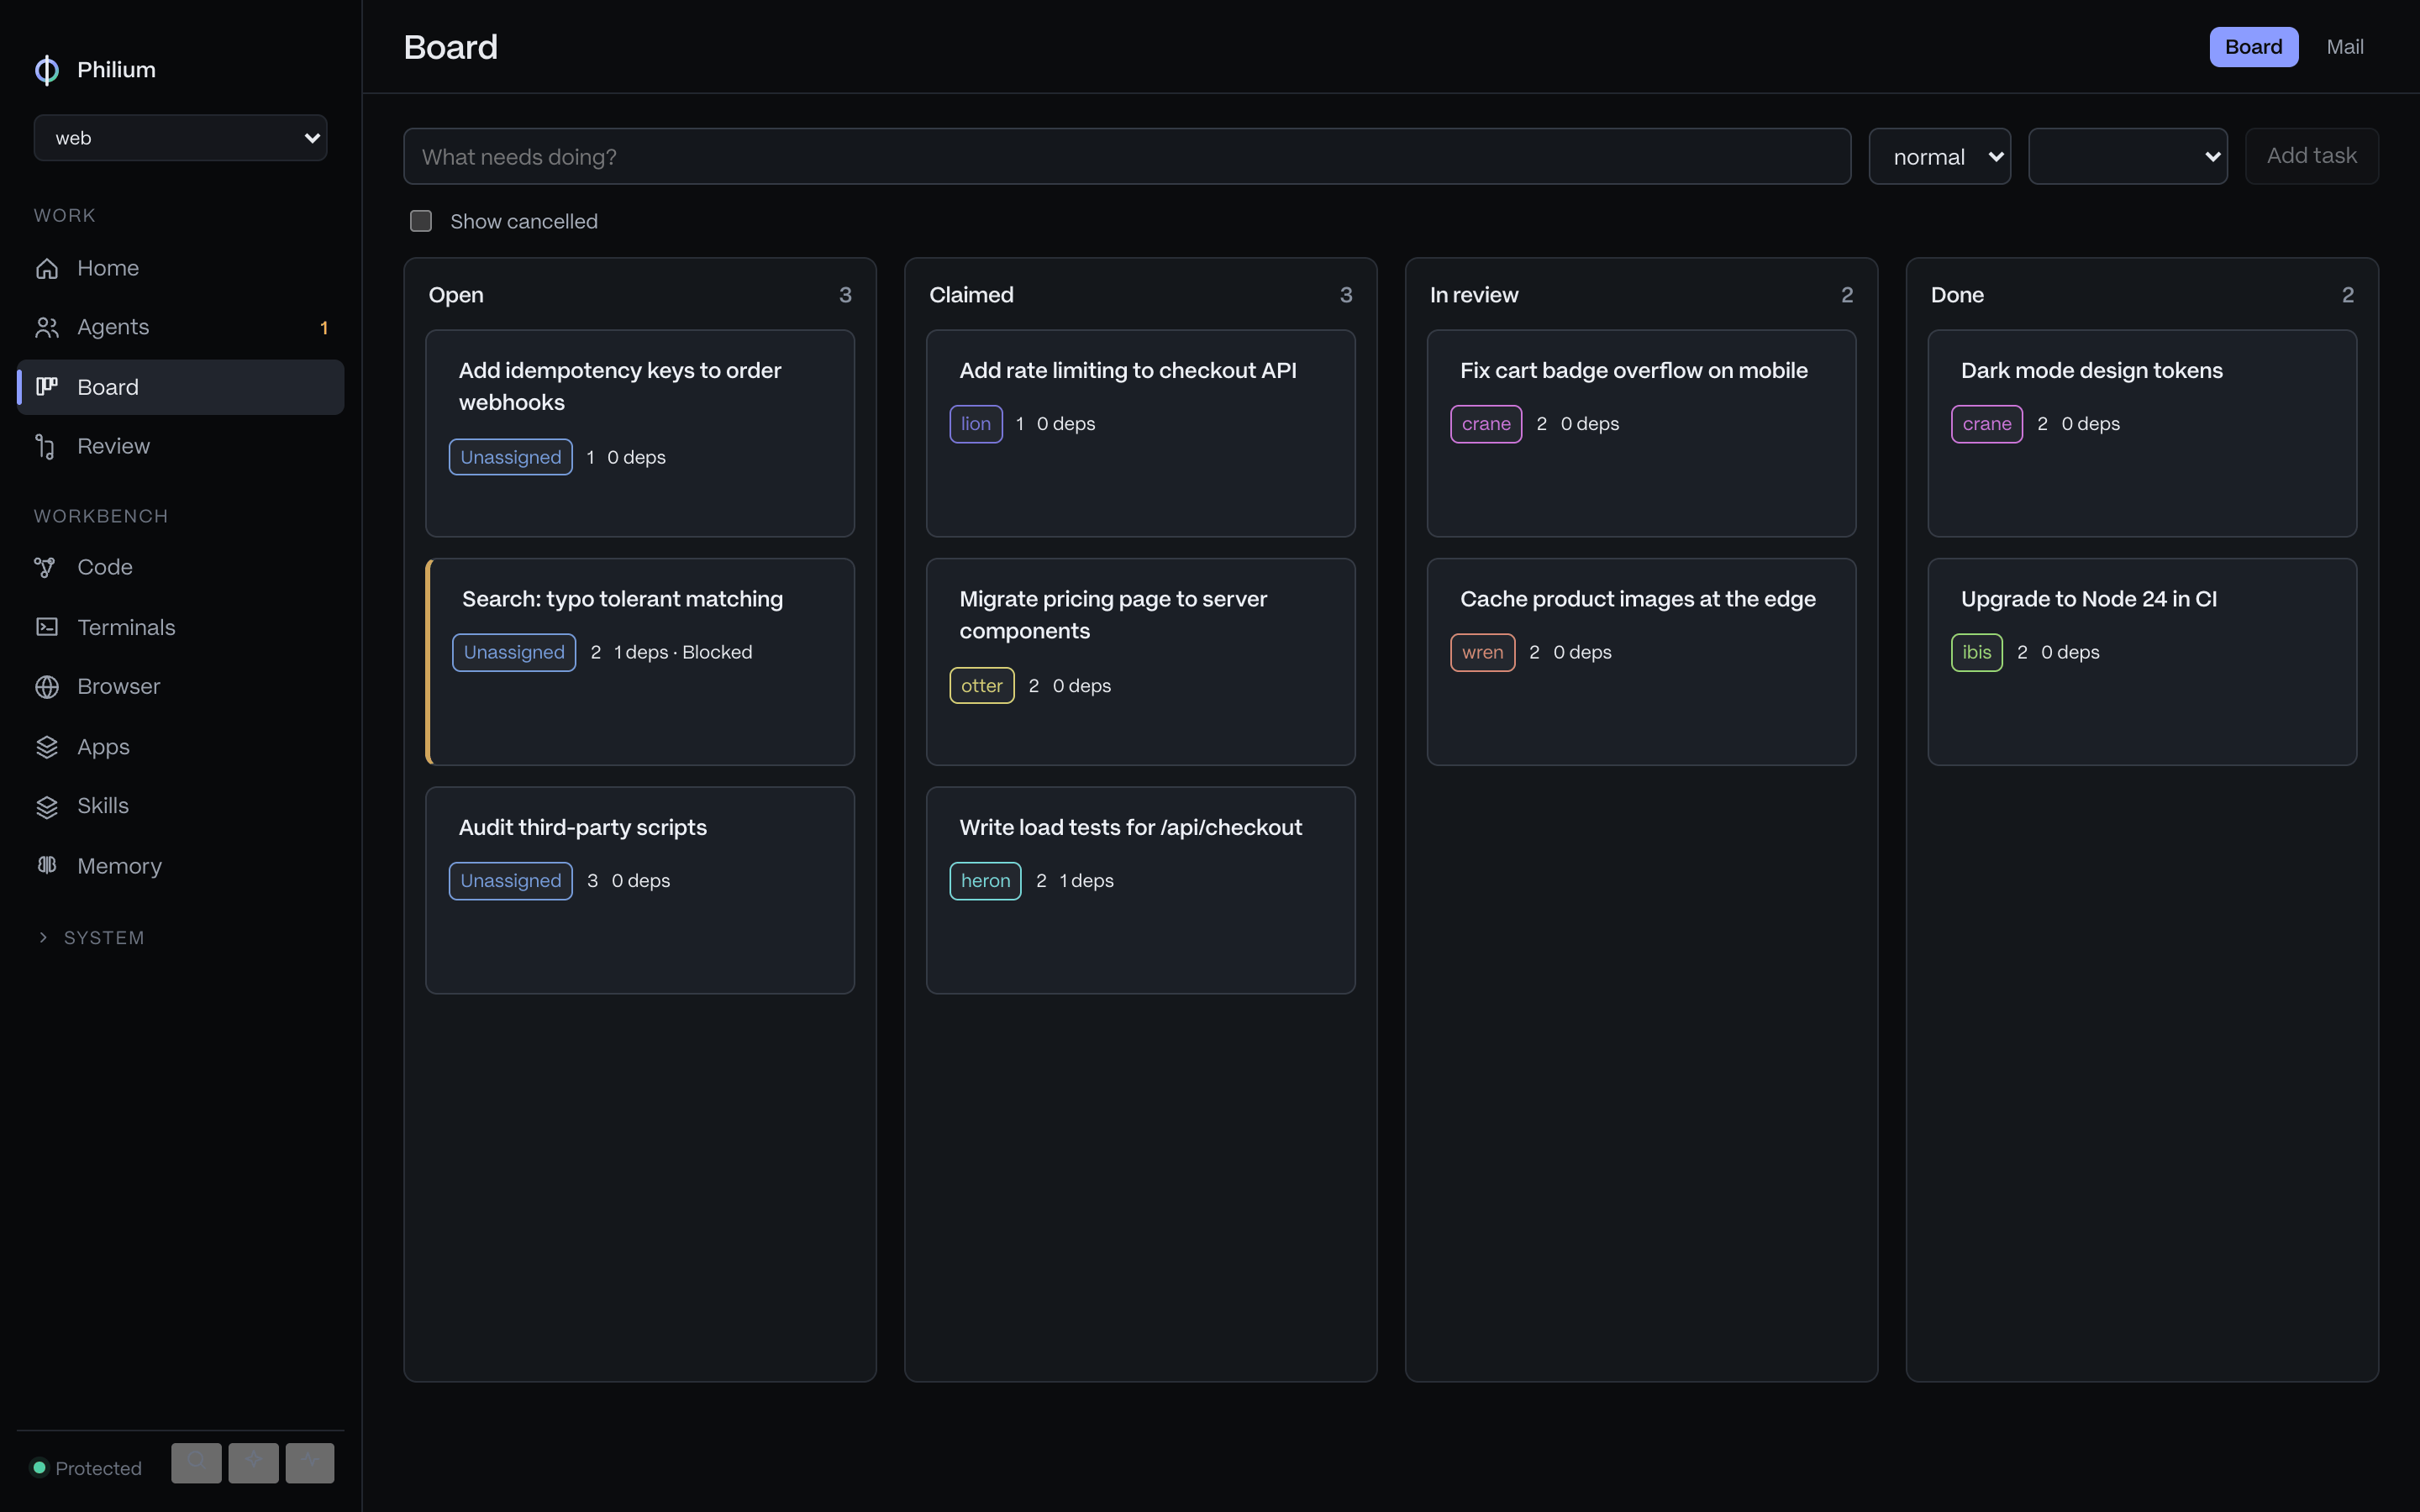 Philium
web
WORK
Home
Agents 1
Board
Review
WORKBENCH
Code
Terminals
Browser
Apps
Skills
Memory
SYSTEM
Protected
Board
Board Mail
What needs doing? normal Add task
Show cancelled
Open 3
Add idempotency keys to order
webhooks
Unassigned 1 0 deps
Search: typo tolerant matching
Unassigned 2 1 deps · Blocked
Audit third-party scripts
Unassigned 3 0 deps
Claimed 3
Add rate limiting to checkout API
lion 1 0 deps
Migrate pricing page to server
components
otter 2 0 deps
Write load tests for /api/checkout
heron 2 1 deps
In review 2
Fix cart badge overflow on mobile
crane 2 0 deps
Cache product images at the edge
wren 2 0 deps
Done 2
Dark mode design tokens
crane 2 0 deps
Upgrade to Node 24 in CI
ibis 2 0 deps